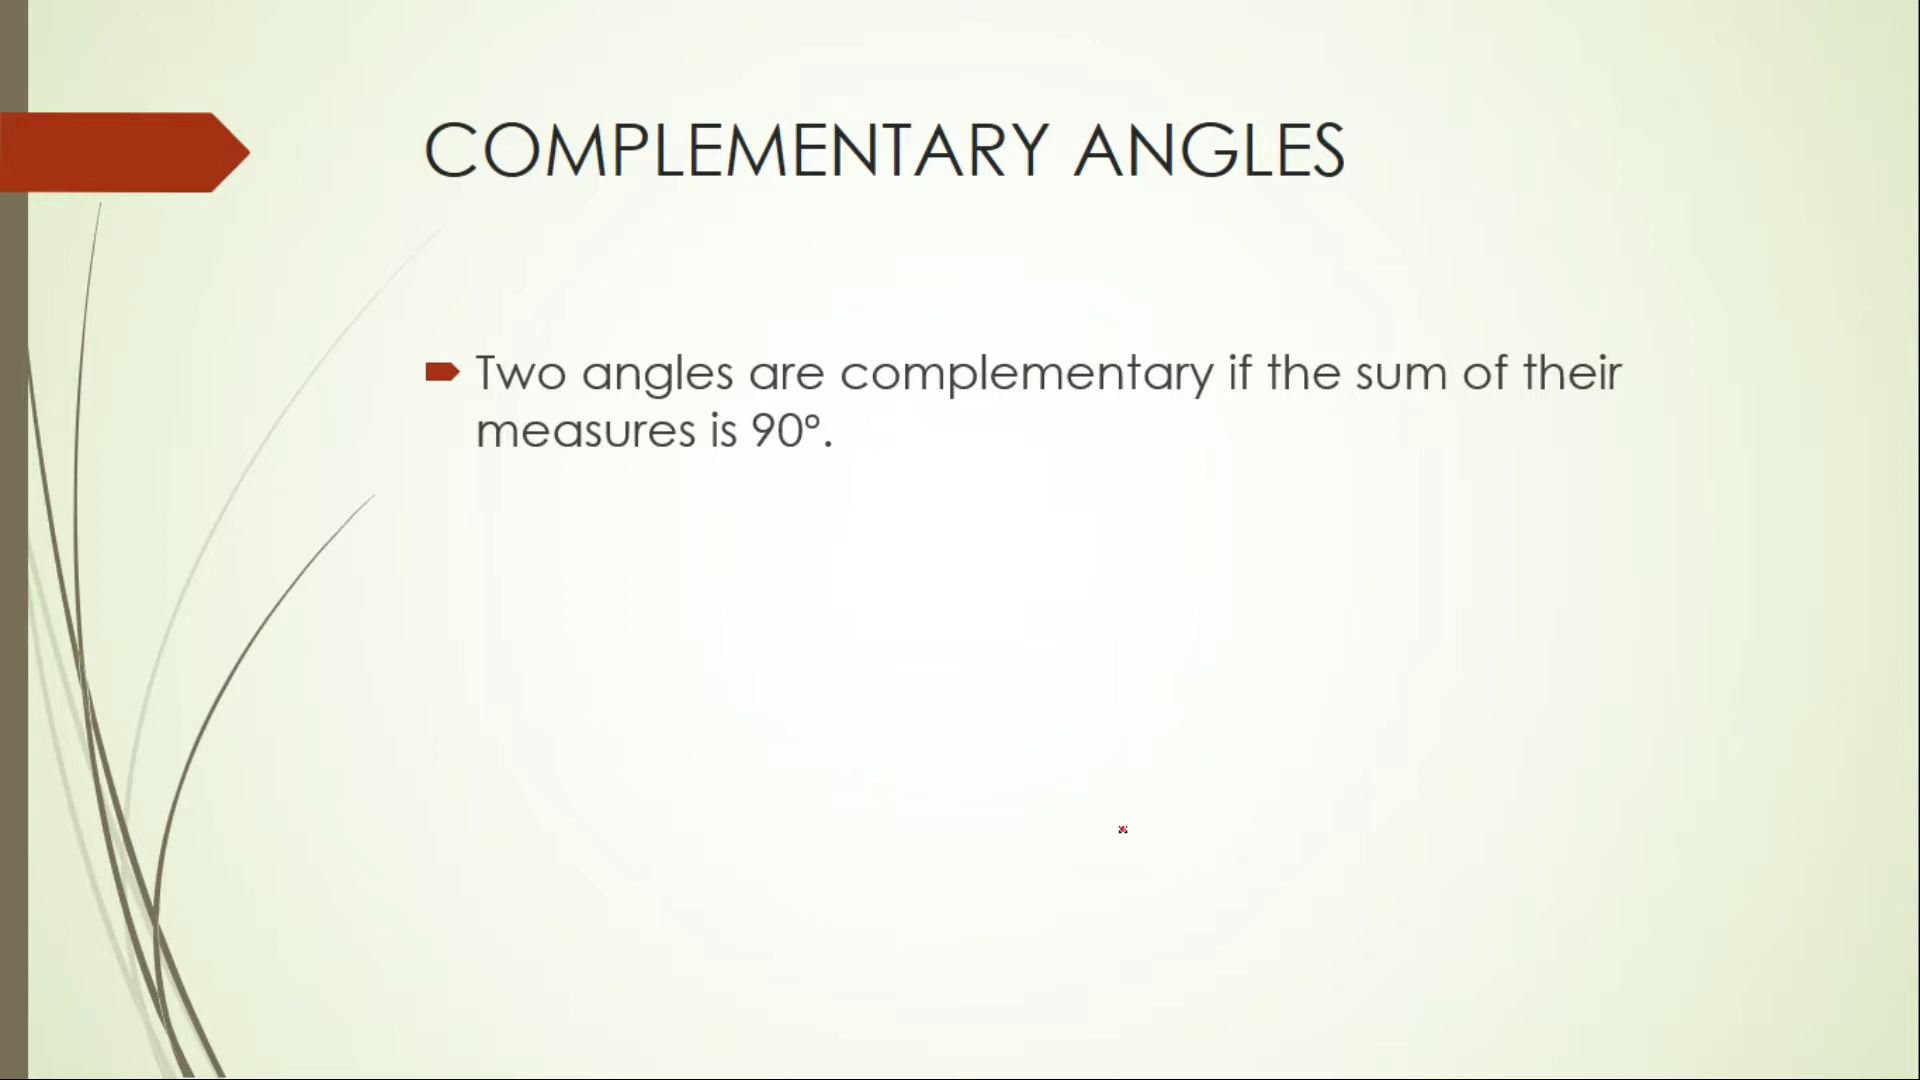 COMPLEMENTARY ANGLES
Two angles are complementary if the sum of their
measures is 90°.